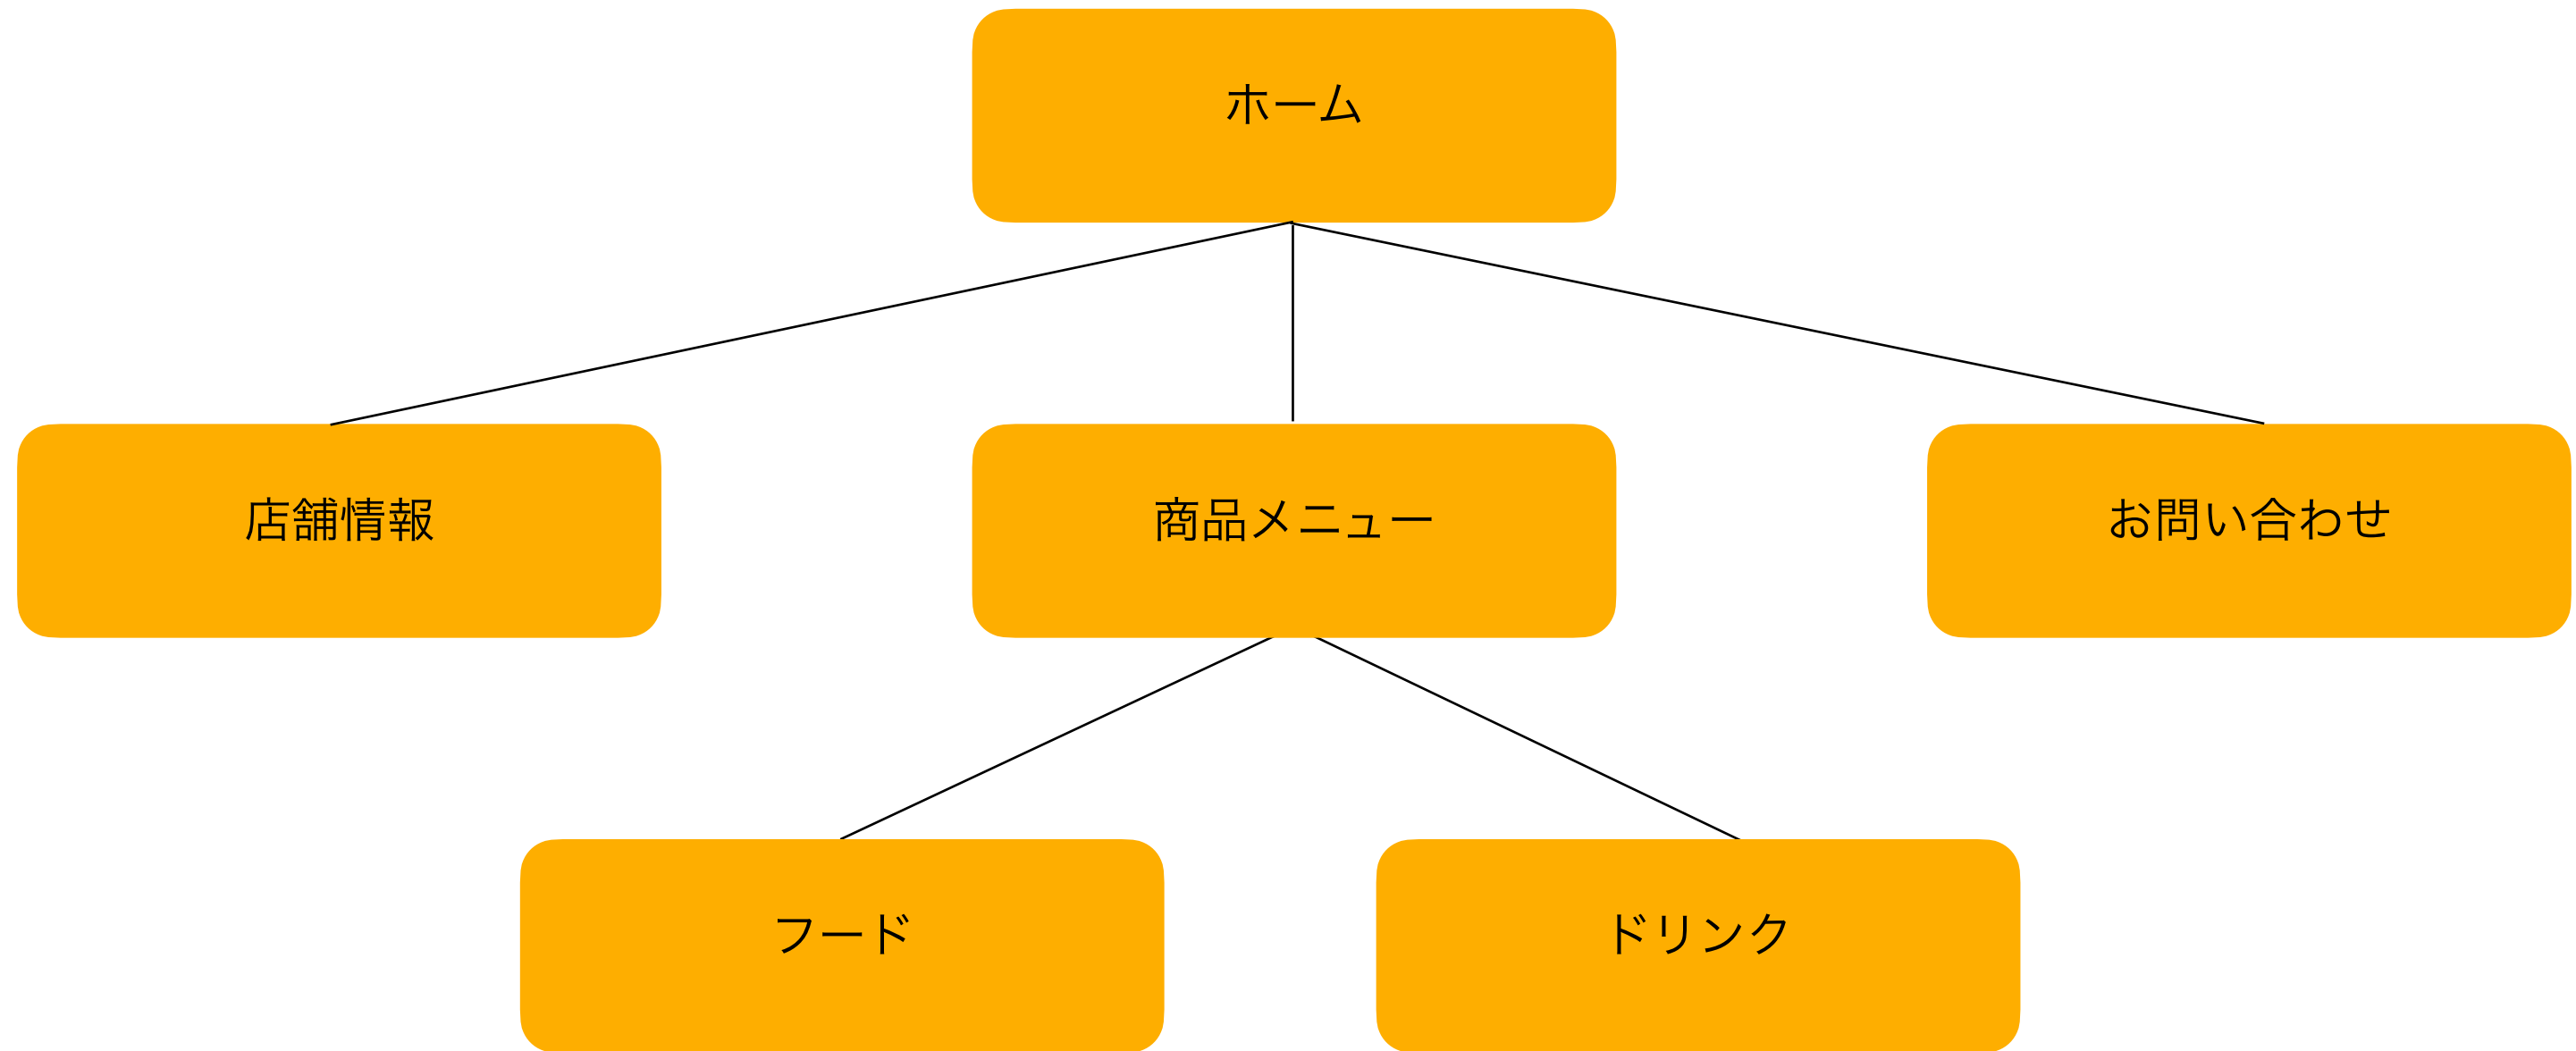 ホーム
店舗情報
商品メニュー
お問い合わせ
フード
ドリンク